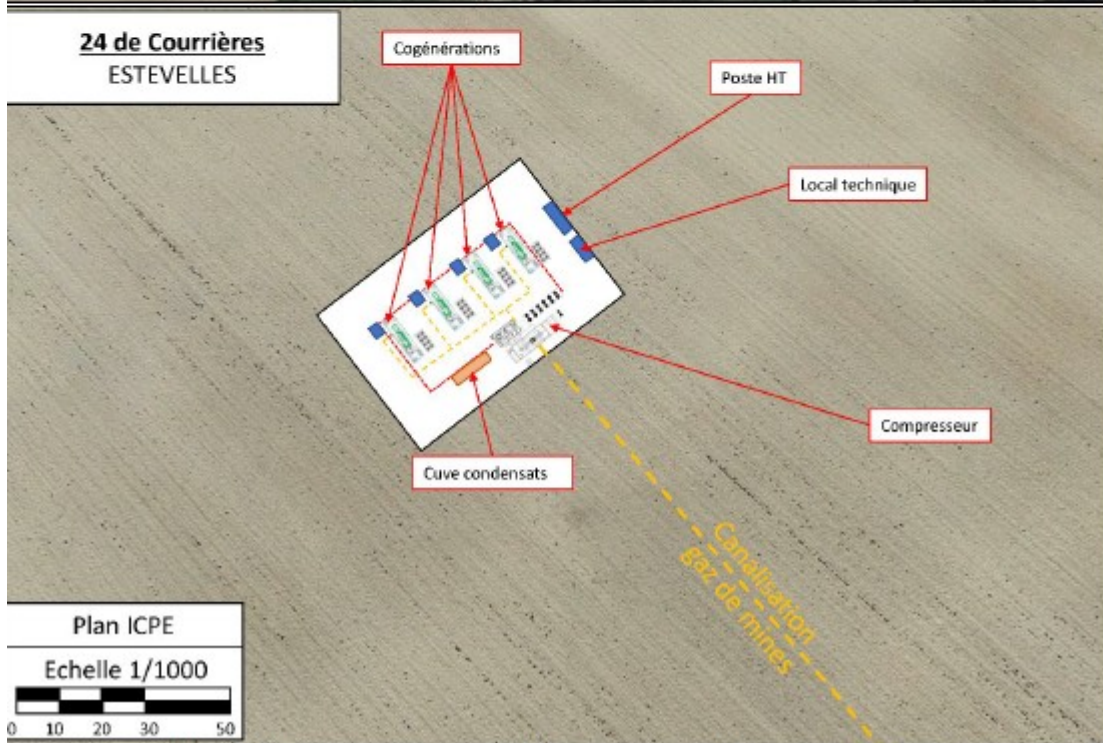 24 de Courrières
ESTEVELLES
Cogénérations
Poste HT
Local technique
Compresseur
Cuve condensats
Canalisation
gaz de mines
Plan ICPE
Echelle 1/1000
0 10 20 30 50